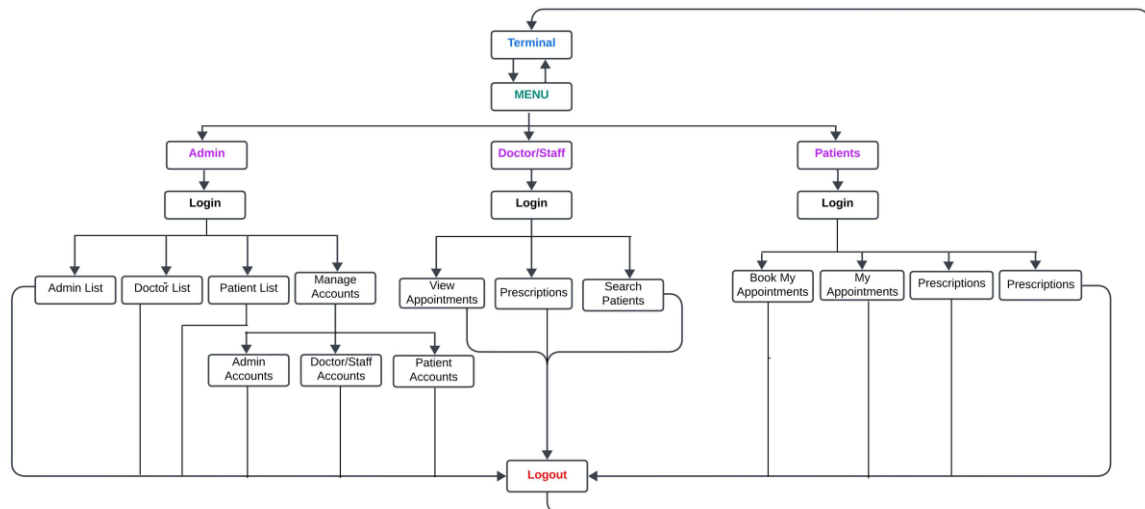 Terminal
MENU
Admin
Doctor/Staff
Patients
Login
Login
Login
Admin List
Doctor List
Patient List
Manage
Accounts
View
Appointments
Prescriptions
Search
Patients
Book My
Appointments
My
Appointments
Prescriptions
Prescriptions
Admin
Accounts
Doctor/Staff
Accounts
Patient
Accounts
Logout